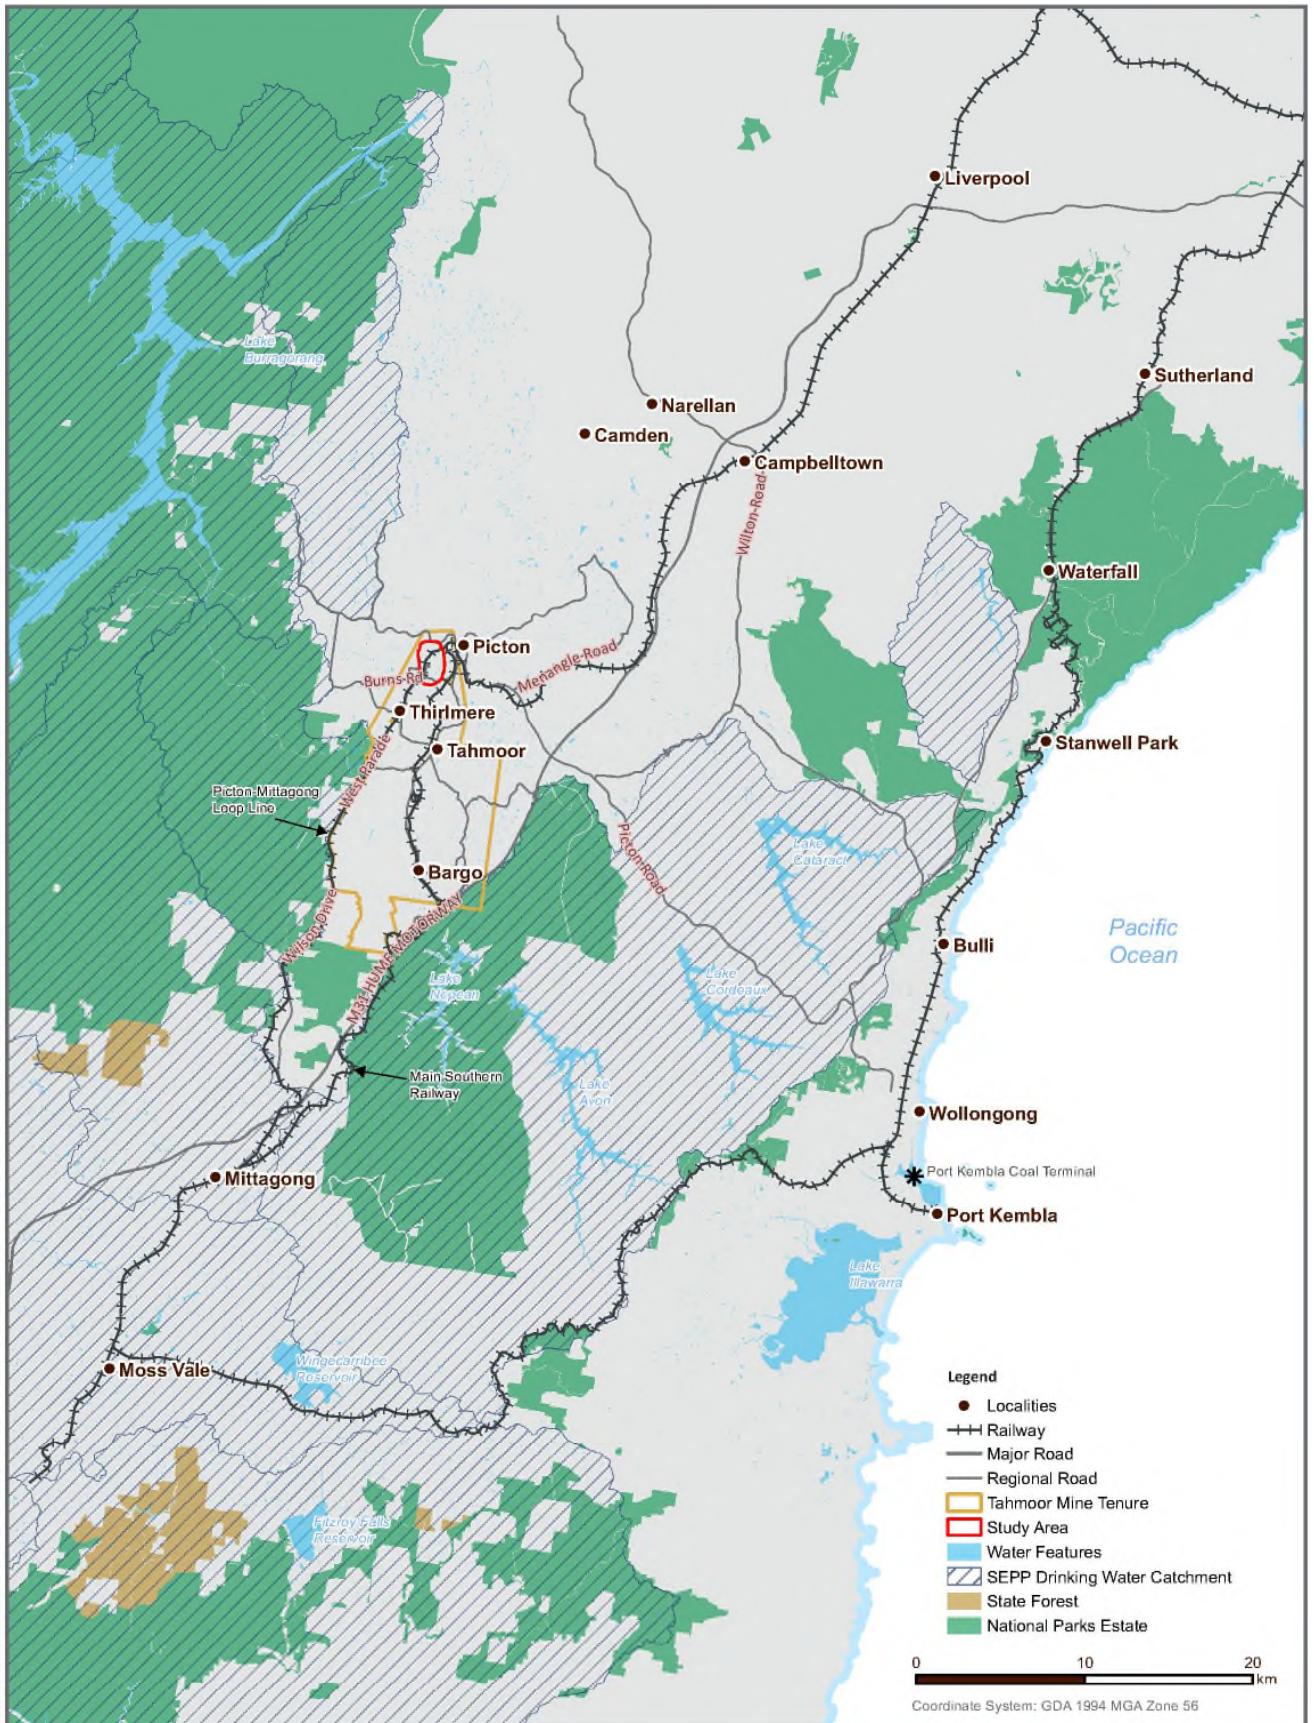 Liverpool
Lake
Burragorang
Sutherland
Narellan
Camden
Campbelltown
Wilton Road
Waterfall
Picton
Menangle Road
Burns Rd
Thirlmere
Stanwell Park
Tahmoor
West Parade
Picton-Mittagong
Loop Line
Picton Road
Lake
Cataract
Bargo
Wilson Drive
M31 HUME MOTORWAY
Pacific
Ocean
Bulli
Lake
Nepean
Lake
Cordeaux
Main Southern
Railway
Lake
Avon
Wollongong
Mittagong
Port Kembla Coal Terminal
Port Kembla
Lake
Illawarra
Moss Vale
Wingecarribee
Reservoir
Fitzroy Falls
Reservoir
Legend
Localities
Railway
Major Road
Regional Road
Tahmoor Mine Tenure
Study Area
Water Features
SEPP Drinking Water Catchment
State Forest
National Parks Estate
0 10 20
km
Coordinate System: GDA 1994 MGA Zone 56